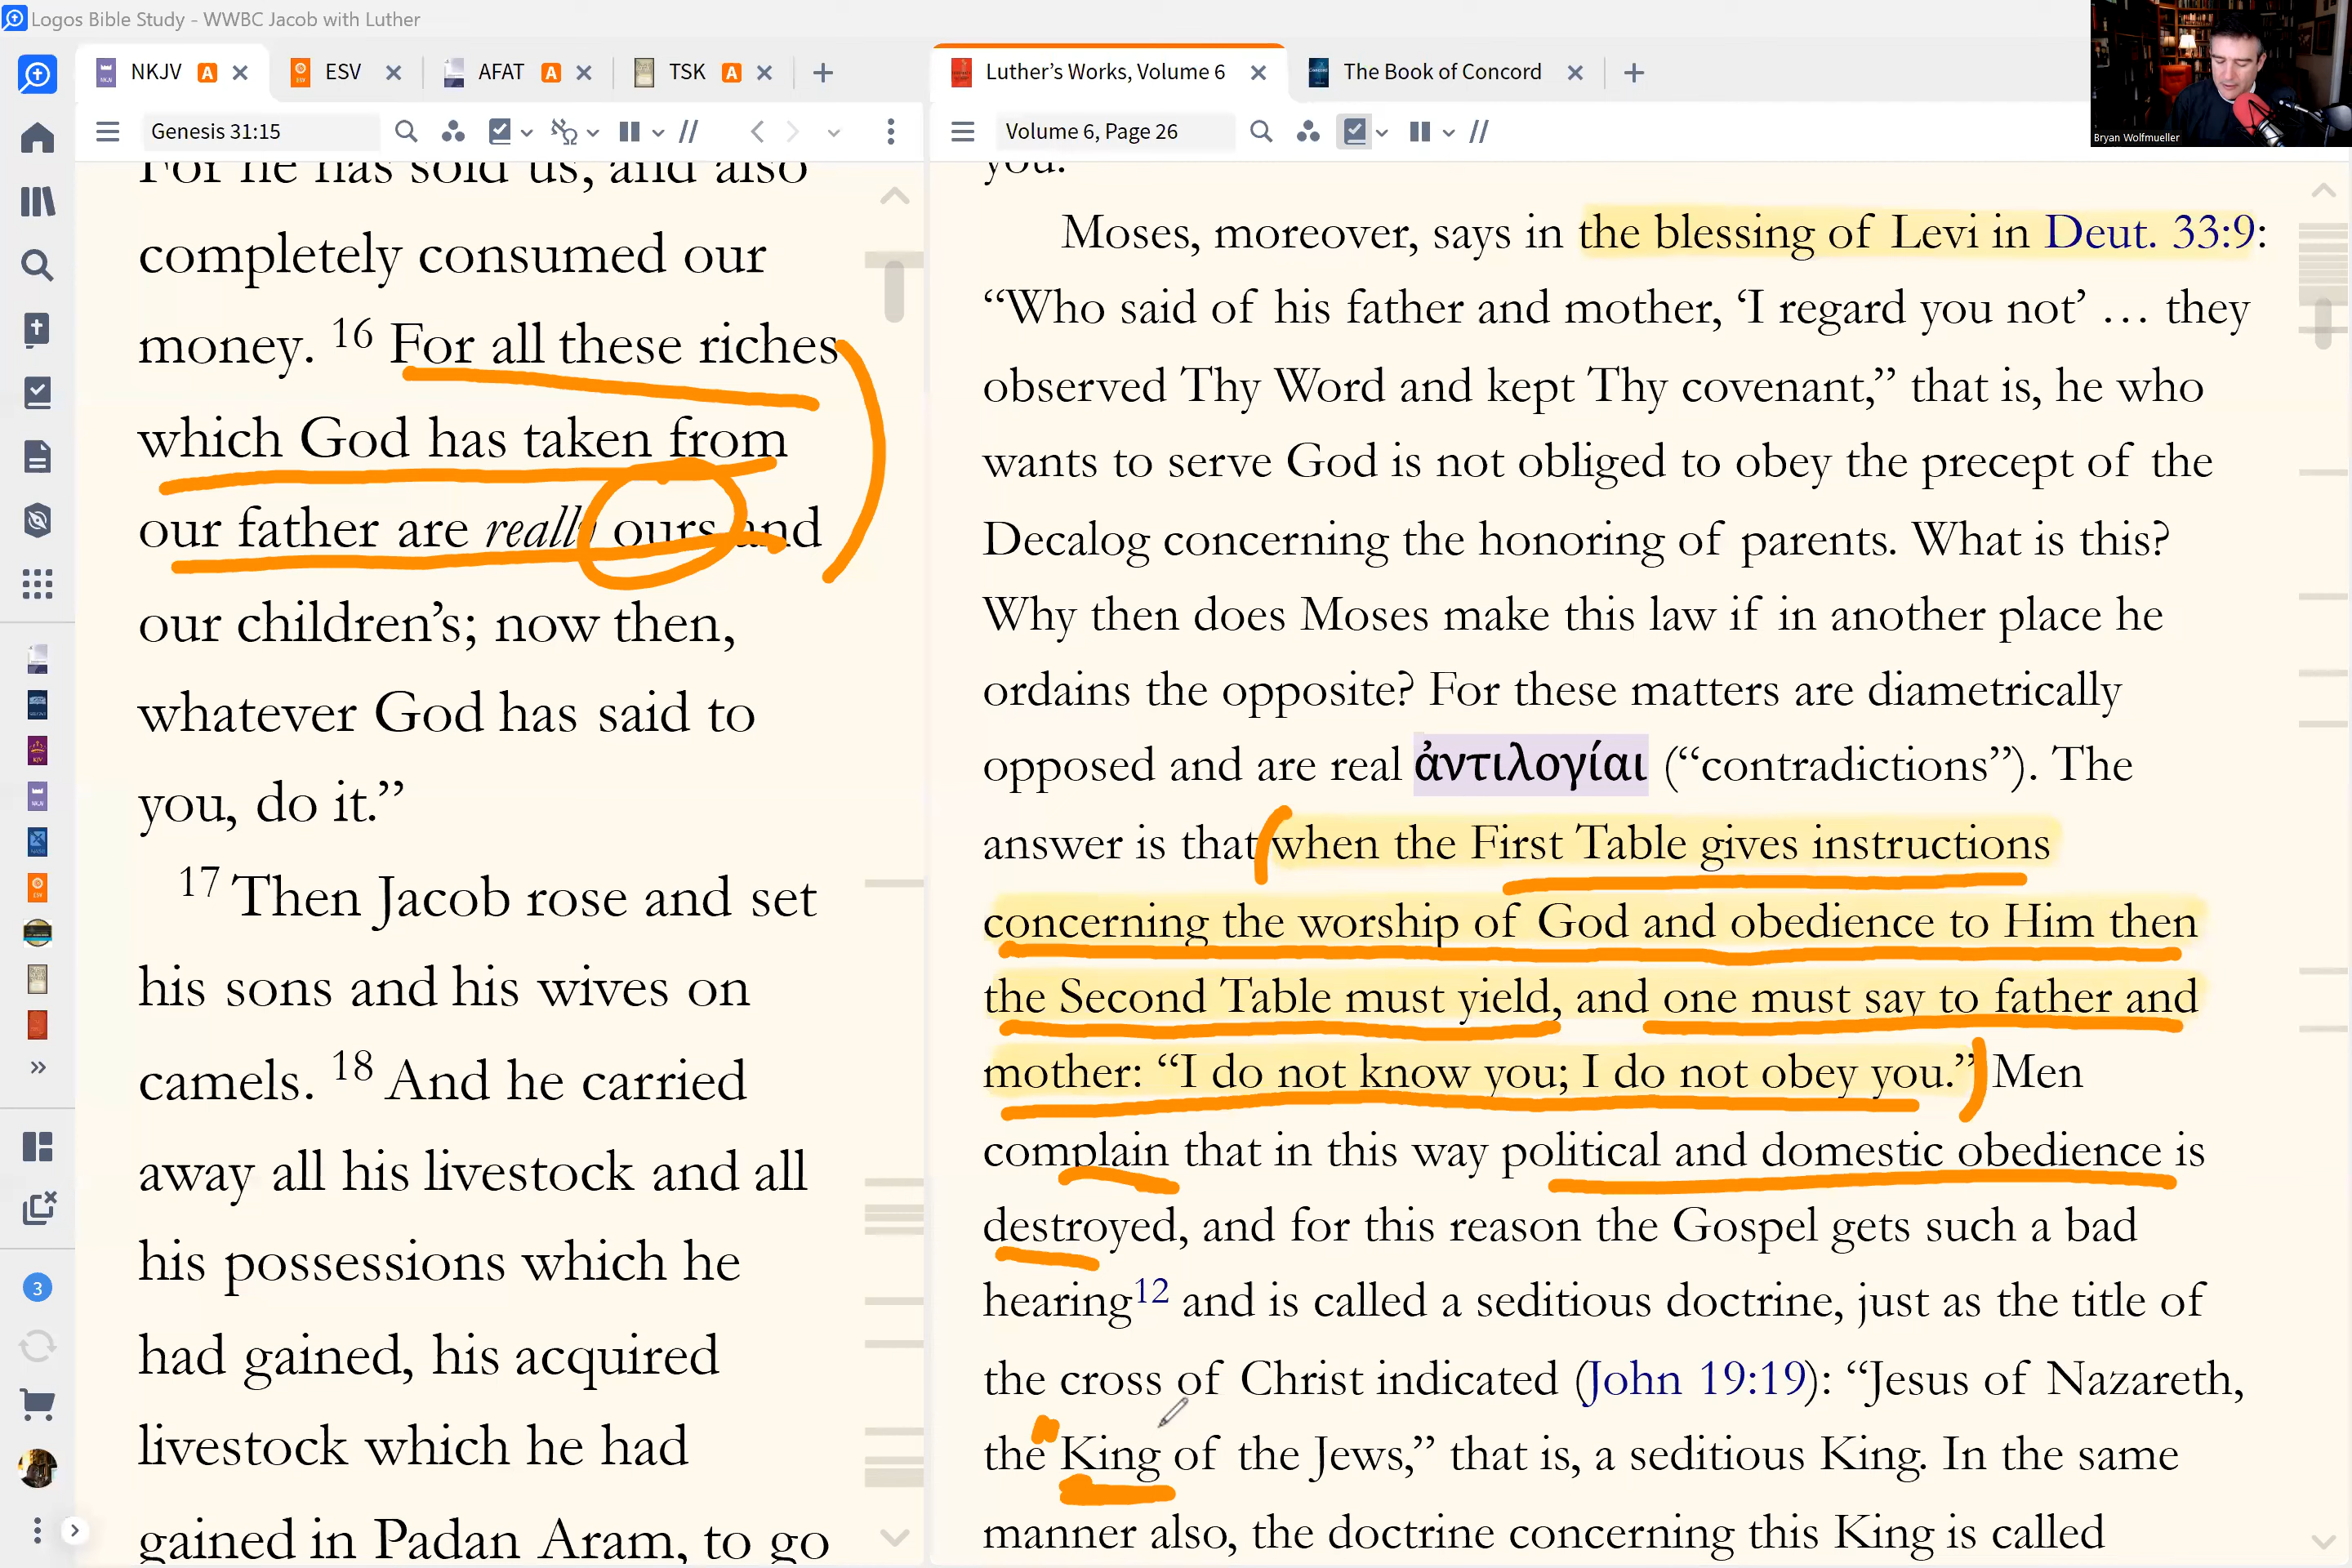 Logos Bible Study - WWBC Jacob with Luther
NKJV A
ESV
AFAT A
TSK A
Genesis 31:15
For he has sold us, and also
completely consumed our
money. 16 For all these riches
which God has taken from
our father are really ours and
our children’s; now then,
whatever God has said to
you, do it.”
17 Then Jacob rose and set
his sons and his wives on
camels. 18 And he carried
away all his livestock and all
his possessions which he
had gained, his acquired
livestock which he had
gained in Padan Aram, to go
3
Luther’s Works, Volume 6
The Book of Concord
Volume 6, Page 26
you.
Moses, moreover, says in the blessing of Levi in Deut. 33:9:
“Who said of his father and mother, ‘I regard you not’ … they
observed Thy Word and kept Thy covenant,” that is, he who
wants to serve God is not obliged to obey the precept of the
Decalog concerning the honoring of parents. What is this?
Why then does Moses make this law if in another place he
ordains the opposite? For these matters are diametrically
opposed and are real ἀντιλογίαι (“contradictions”). The
answer is that when the First Table gives instructions
concerning the worship of God and obedience to Him then
the Second Table must yield, and one must say to father and
mother: “I do not know you; I do not obey you.” Men
complain that in this way political and domestic obedience is
destroyed, and for this reason the Gospel gets such a bad
hearing12 and is called a seditious doctrine, just as the title of
the cross of Christ indicated (John 19:19): “Jesus of Nazareth,
the King of the Jews,” that is, a seditious King. In the same
manner also, the doctrine concerning this King is called
Bryan Wolfmueller